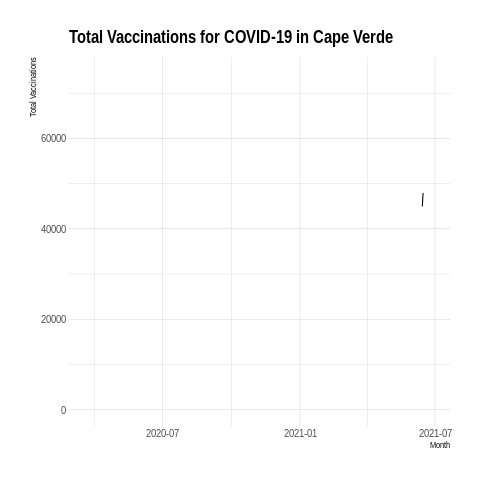 Total Vaccinations for COVID-19 in Cape Verde
Total Vaccinations
60000
40000
20000
0
2020-07
2021-01
2021-07
Month